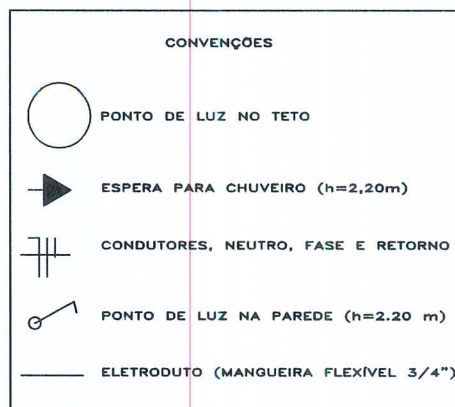 CONVENÇÕES
PONTO DE LUZ NO TETO
ESPERA PARA CHUVEIRO (h=2,20m)
CONDUTORES, NEUTRO, FASE E RETORNO
PONTO DE LUZ NA PAREDE (h=2.20 m)
ELETRODUTO (MANGUEIRA FLEXÍVEL 3/4")